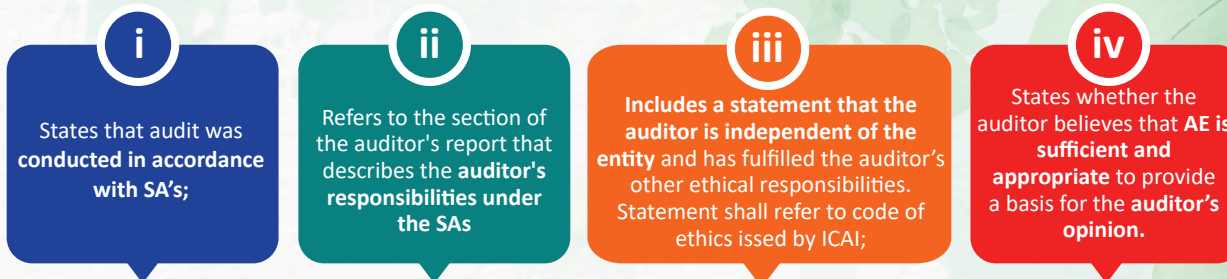 i
States that audit was
conducted in accordance
with SA's;
ii
Refers to the section of
the auditor's report that
describes the auditor's
responsibilities under
the SAs
iii
Includes a statement that the
auditor is independent of the
entity and has fulfilled the auditor's
other ethical responsibilities.
Statement shall refer to code of
ethics issed by ICAI;
iv
States whether the
auditor believes that AE is
sufficient and
appropriate to provide
a basis for the auditor's
opinion.